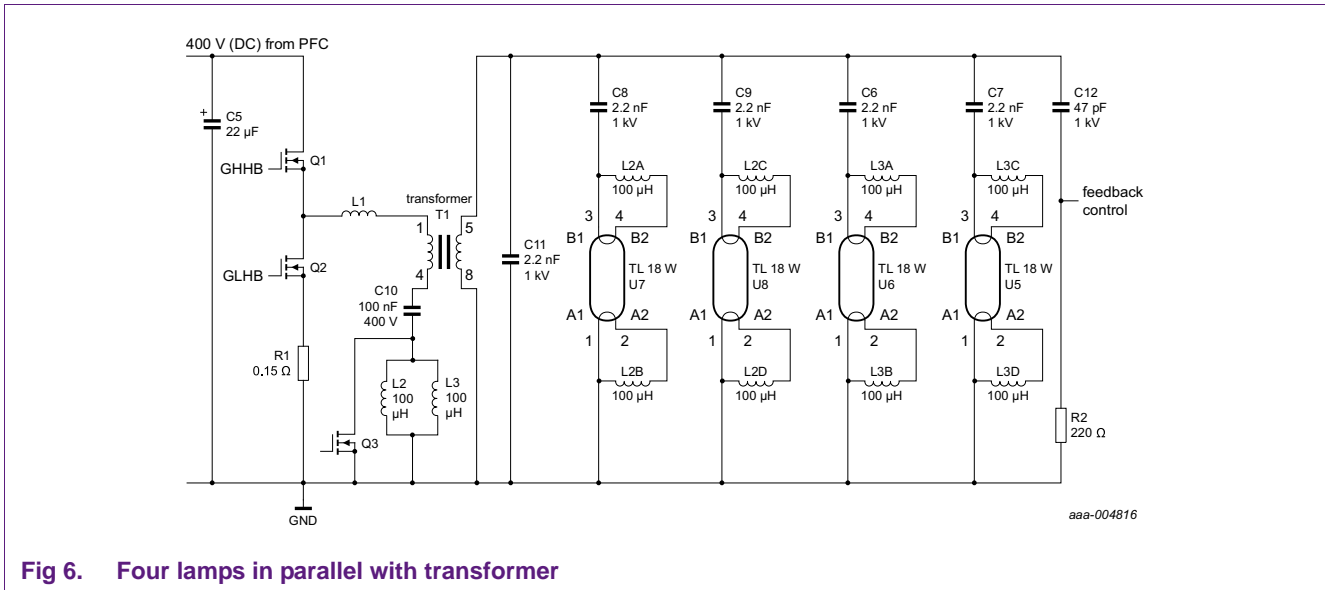 400 V (DC) from PFC
C5
22 µF
+
GHHB
Q1
GLHB
Q2
R1
0.15 Ω
GND
L1
transformer
T1
1
5
4
8
C10
100 nF
400 V
L2
100
µH
L3
100
µH
Q3
C11
2.2 nF
1 kV
C8
2.2 nF
1 kV
L2A
100 µH
3
4
B1
B2
TL 18 W
U7
A1
A2
1
2
L2B
100 µH
C9
2.2 nF
1 kV
L2C
100 µH
3
4
B1
B2
TL 18 W
U8
A1
A2
1
2
L2D
100 µH
C6
2.2 nF
1 kV
L3A
100 µH
3
4
B1
B2
TL 18 W
U6
A1
A2
1
2
L3B
100 µH
C7
2.2 nF
1 kV
L3C
100 µH
3
4
B1
B2
TL 18 W
U5
A1
A2
1
2
L3D
100 µH
C12
47 pF
1 kV
feedback
control
R2
220 Ω
aaa-004816
Fig 6. Four lamps in parallel with transformer